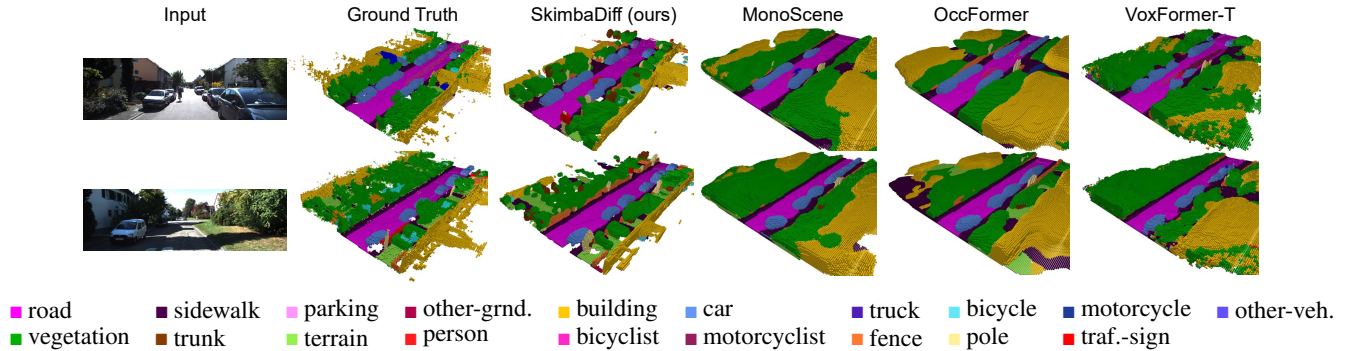 Input Ground Truth SkimbaDiff (ours) MonoScene OccFormer VoxFormer-T
road sidewalk parking other-grnd. building car truck bicycle motorcycle other-veh.
vegetation trunk terrain person bicyclist motorcyclist fence pole traf.-sign